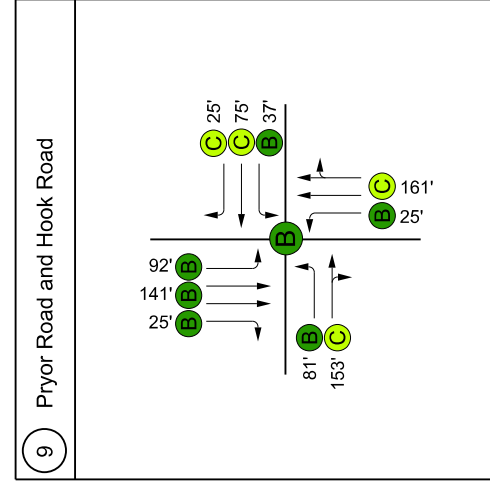 9 Pryor Road and Hook Road
C 25'
C 75'
B 37'
92' B
141' B
25' B
B
C 161'
B 25'
81' B
153' C